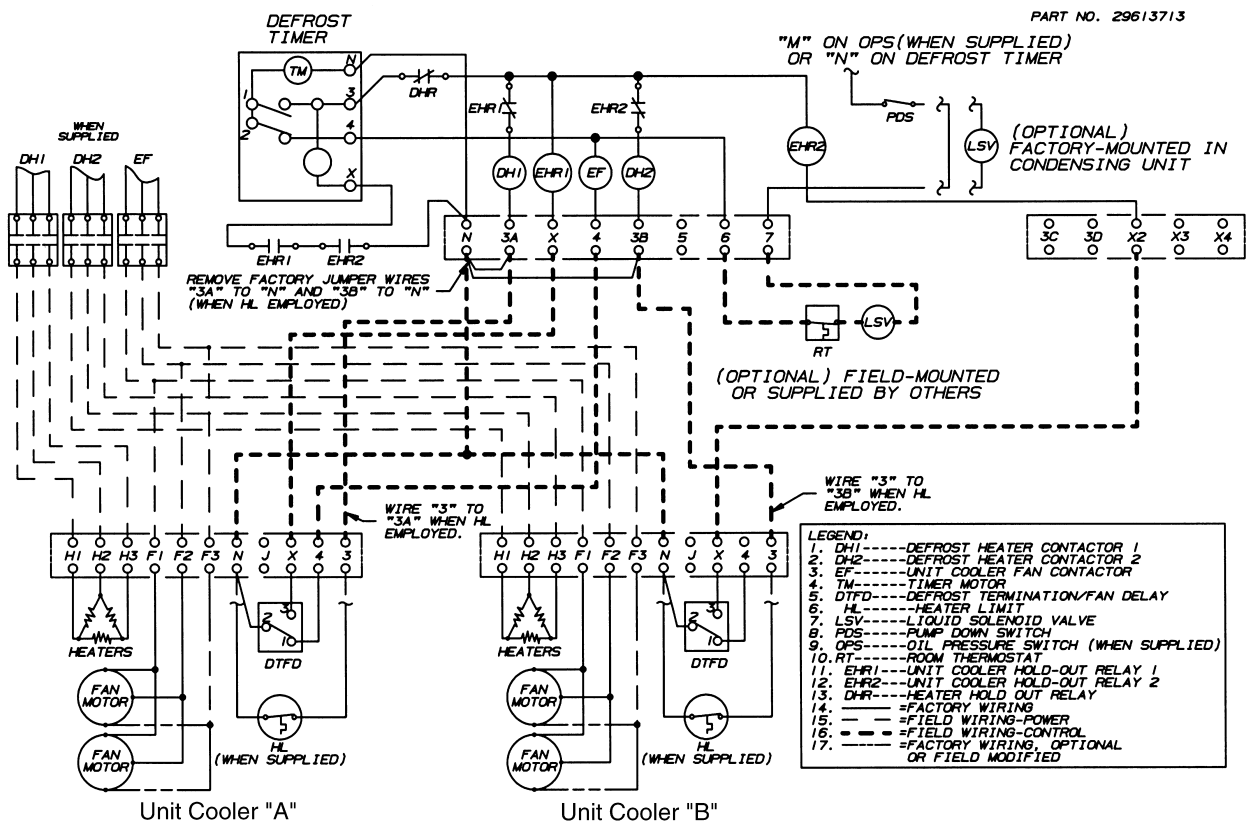 PART NO. 29613713
DEFROST
TIMER
"M" ON OPS(WHEN SUPPLIED)
OR "N" ON DEFROST TIMER
TM
N
3
4
X
1
2
DHR
EHR1
EHR2
PDS
LSV
(OPTIONAL)
FACTORY-MOUNTED IN
CONDENSING UNIT
EHR2
WHEN
SUPPLIED
DH1
DH2
EF
DH1
EHR1
EF
DH2
N
3A
X
4
3B
5
6
7
3C
3D
X2
X3
X4
EHR1
EHR2
REMOVE FACTORY JUMPER WIRES
"3A" TO "N" AND "3B" TO "N"
(WHEN HL EMPLOYED)
RT
LSV
(OPTIONAL) FIELD-MOUNTED
OR SUPPLIED BY OTHERS
WIRE "3" TO
"3A" WHEN HL
EMPLOYED.
WIRE "3" TO
"3B" WHEN HL
EMPLOYED.
H1
H2
H3
F1
F2
F3
N
J
X
4
3
H1
H2
H3
F1
F2
F3
N
J
X
4
3
HEATERS
2
3
1
DTFD
FAN
MOTOR
FAN
MOTOR
HL
(WHEN SUPPLIED)
Unit Cooler "A"
HEATERS
2
3
1
DTFD
FAN
MOTOR
FAN
MOTOR
HL
(WHEN SUPPLIED)
Unit Cooler "B"
LEGEND:
1. DH1-----DEFROST HEATER CONTACTOR 1
2. DH2-----DEFROST HEATER CONTACTOR 2
3. EF------UNIT COOLER FAN CONTACTOR
4. TM------TIMER MOTOR
5. DTFD----DEFROST TERMINATION/FAN DELAY
6. HL------HEATER LIMIT
7. LSV-----LIQUID SOLENOID VALVE
8. PDS-----PUMP DOWN SWITCH
9. OPS-----OIL PRESSURE SWITCH (WHEN SUPPLIED)
10.RT------ROOM THERMOSTAT
11. EHR1----UNIT COOLER HOLD-OUT RELAY 1
12. EHR2----UNIT COOLER HOLD-OUT RELAY 2
13. DHR-----HEATER HOLD OUT RELAY
14. =FACTORY WIRING
15. =FIELD WIRING-POWER
16. =FIELD WIRING-CONTROL
17. =FACTORY WIRING, OPTIONAL
OR FIELD MODIFIED